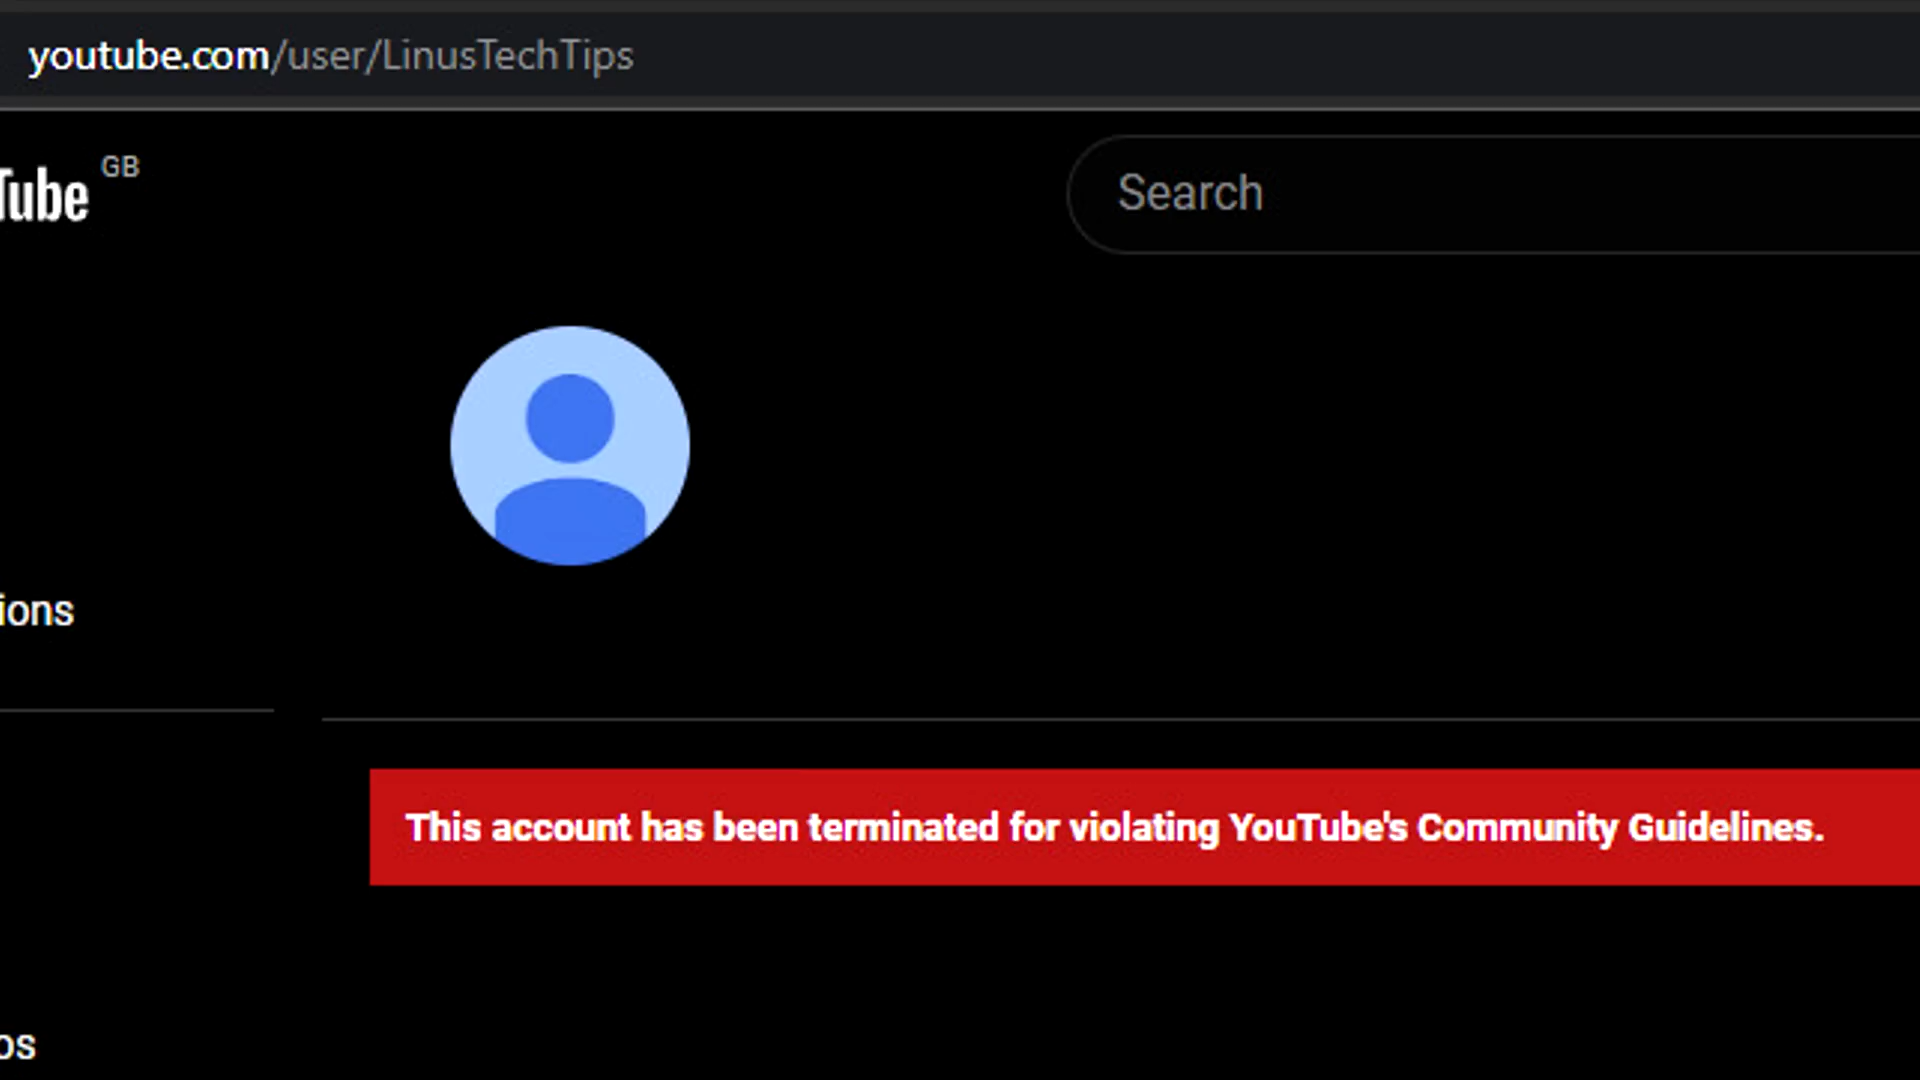 youtube.com/user/LinusTechTips
Tube GB
Search
ions
This account has been terminated for violating YouTube's Community Guidelines.
os